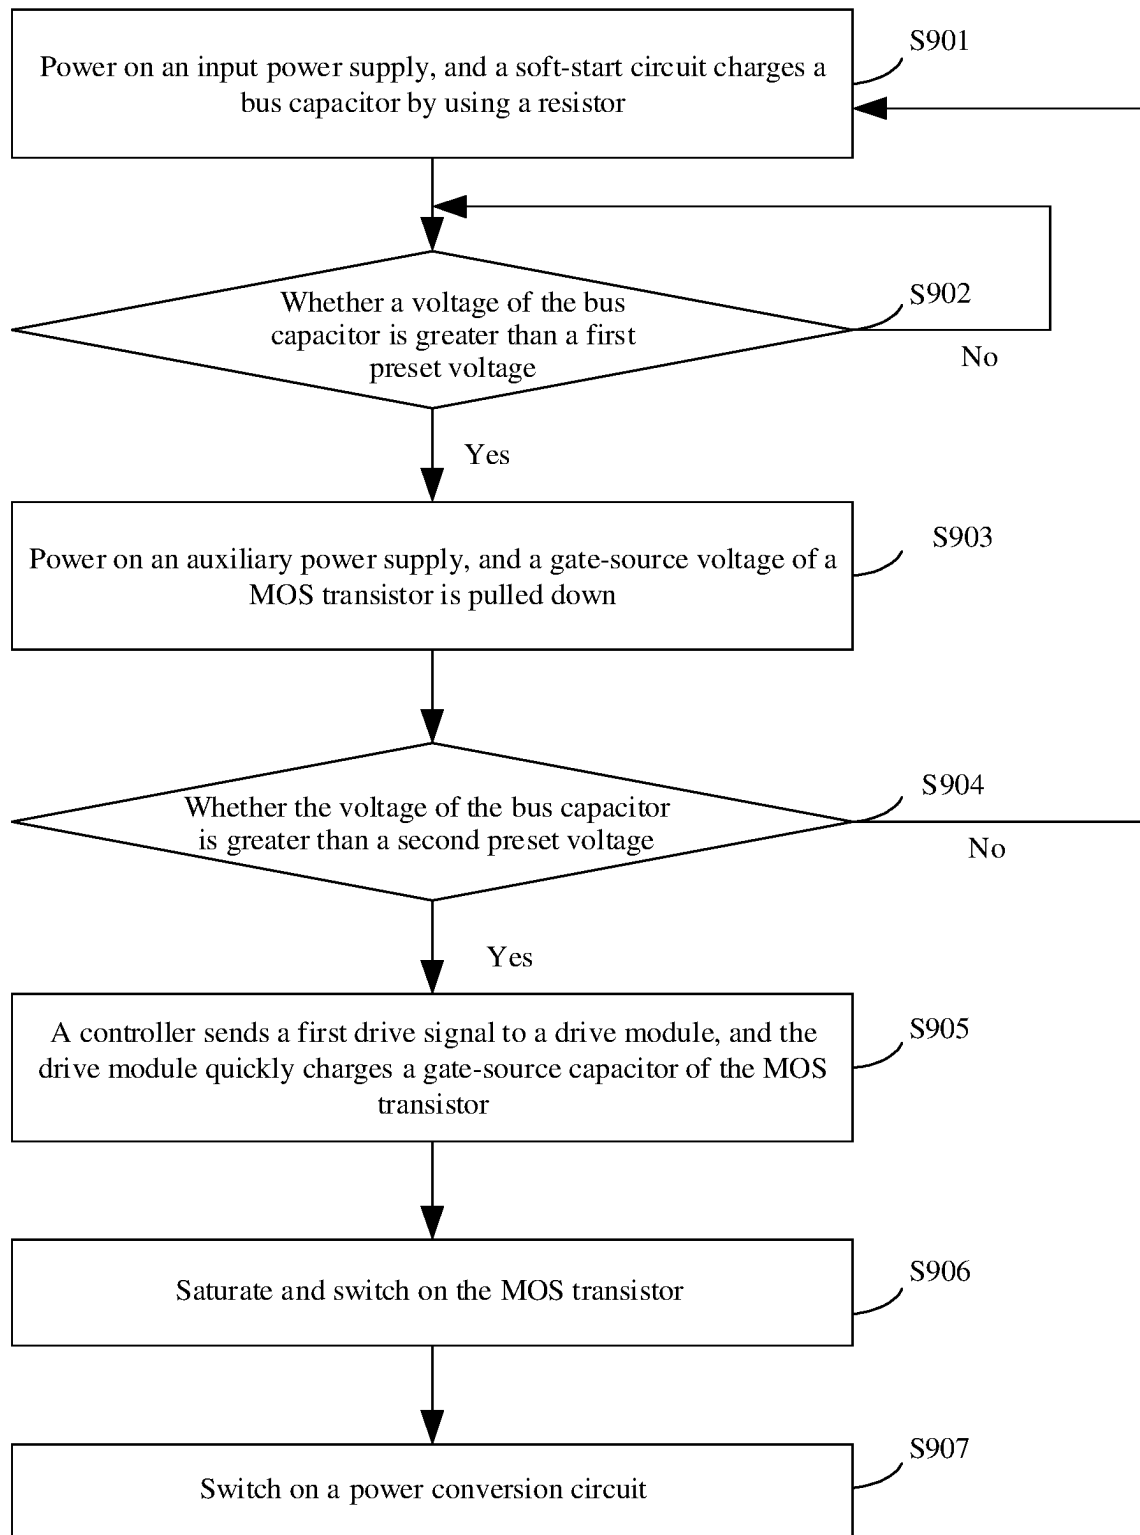 S901
Power on an input power supply, and a soft-start circuit charges a
bus capacitor by using a resistor
S902
Whether a voltage of the bus
capacitor is greater than a first
preset voltage
No
Yes
S903
Power on an auxiliary power supply, and a gate-source voltage of a
MOS transistor is pulled down
S904
Whether the voltage of the bus capacitor
is greater than a second preset voltage
No
Yes
S905
A controller sends a first drive signal to a drive module, and the
drive module quickly charges a gate-source capacitor of the MOS
transistor
S906
Saturate and switch on the MOS transistor
S907
Switch on a power conversion circuit